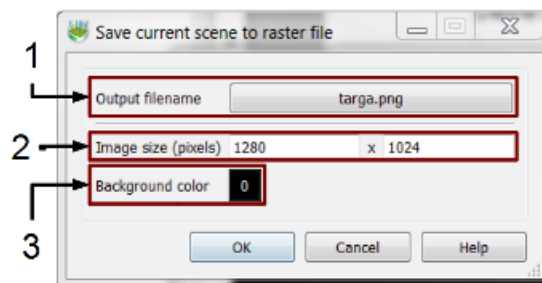 Save current scene to raster file
1
Output filename targa.png
2
Image size (pixels) 1280 x 1024
Background color 0
3
OK Cancel Help